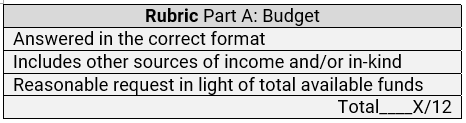 Rubric Part A: Budget
Answered in the correct format
Includes other sources of income and/or in-kind
Reasonable request in light of total available funds
Total____X/12